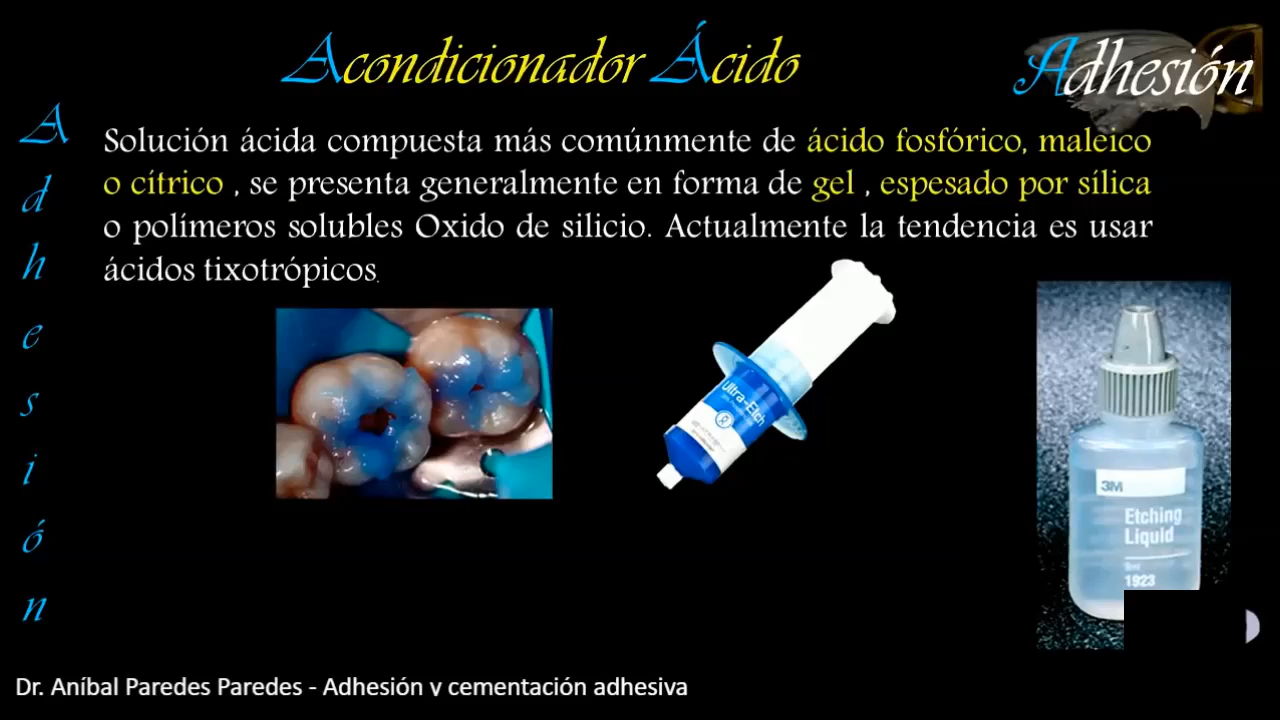 Acondicionador Ácido
Adhesión
Adhesión
Solución ácida compuesta más comúnmente de ácido fosfórico, maleico
o cítrico , se presenta generalmente en forma de gel , espesado por sílica
o polímeros solubles Oxido de silicio. Actualmente la tendencia es usar
ácidos tixotrópicos.
Ultra-Etch
3M
Etching
Liquid
1923
Dr. Aníbal Paredes Paredes - Adhesión y cementación adhesiva